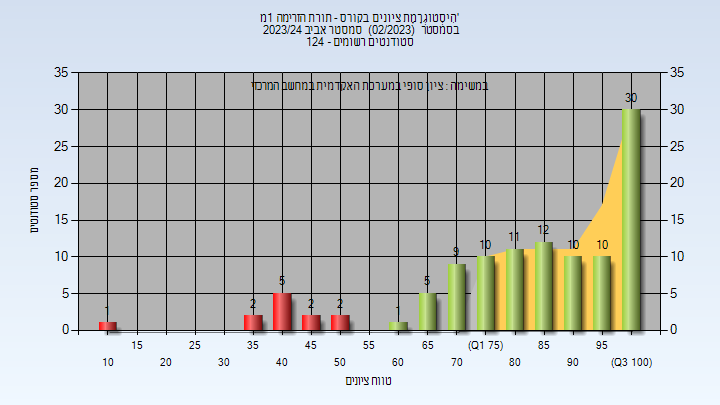 הִיסְטוֹגְרָמַת ציונים בקורס - תורת הזרימה 1מ'
בסמסטר (02/2023) סמסטר אביב 2023/24
סטודנטים רשומים - 124
במשימה : ציון סופי במערכת האקדמית במחשב המרכזי
מספר סטודנטים
35 35
30 30
25 25
20 20
15 15
10 10
5 5
0 0
1 2 5 2 2 1 5 9 10 11 12 10 10 30
15 25 35 45 55 65 (Q1 75) 85 95
10 20 30 40 50 60 70 80 90 (Q3 100)
טווח ציונים